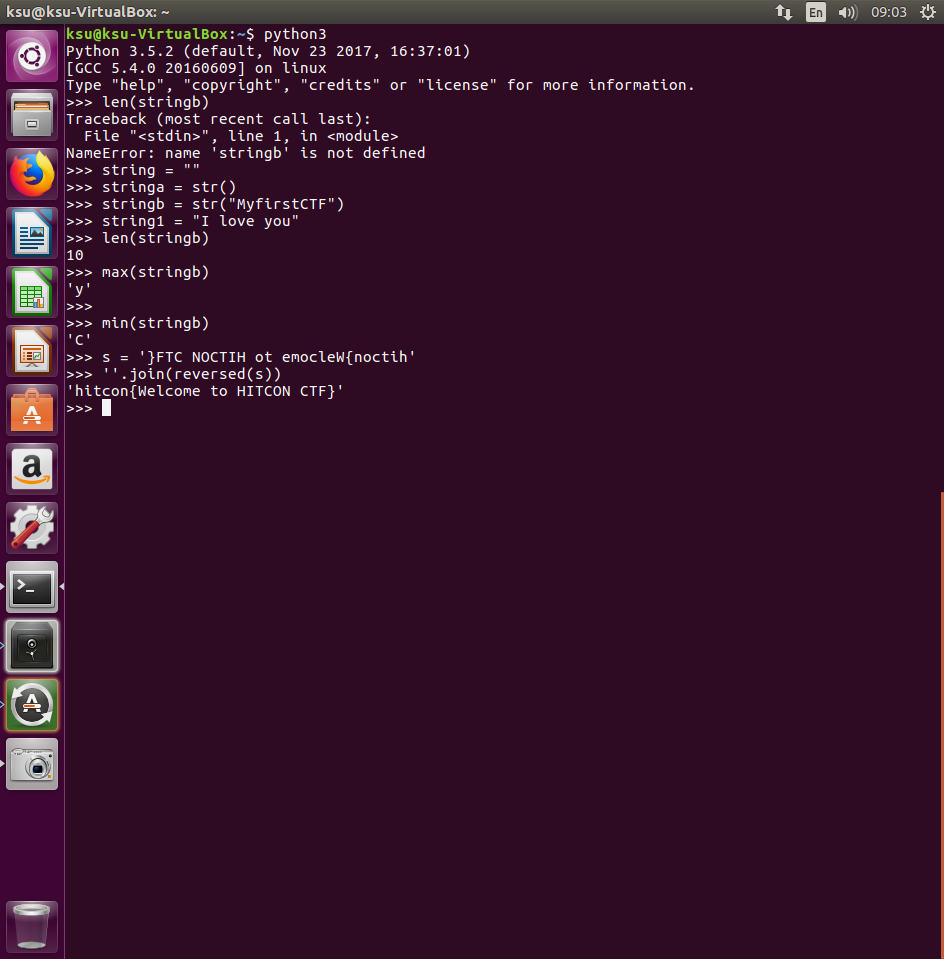 ksu@ksu-VirtualBox: ~
En
09:03
ksu@ksu-VirtualBox:~$ python3
Python 3.5.2 (default, Nov 23 2017, 16:37:01)
[GCC 5.4.0 20160609] on linux
Type "help", "copyright", "credits" or "license" for more information.
>>> len(stringb)
Traceback (most recent call last):
  File "<stdin>", line 1, in <module>
NameError: name 'stringb' is not defined
>>> string = ""
>>> stringa = str()
>>> stringb = str("MyfirstCTF")
>>> string1 = "I love you"
>>> len(stringb)
10
>>> max(stringb)
'y'
>>>
>>> min(stringb)
'C'
>>> s = '}FTC NOCTIH ot emocleW{noctih'
>>> ''.join(reversed(s))
'hitcon{Welcome to HITCON CTF}'
>>>